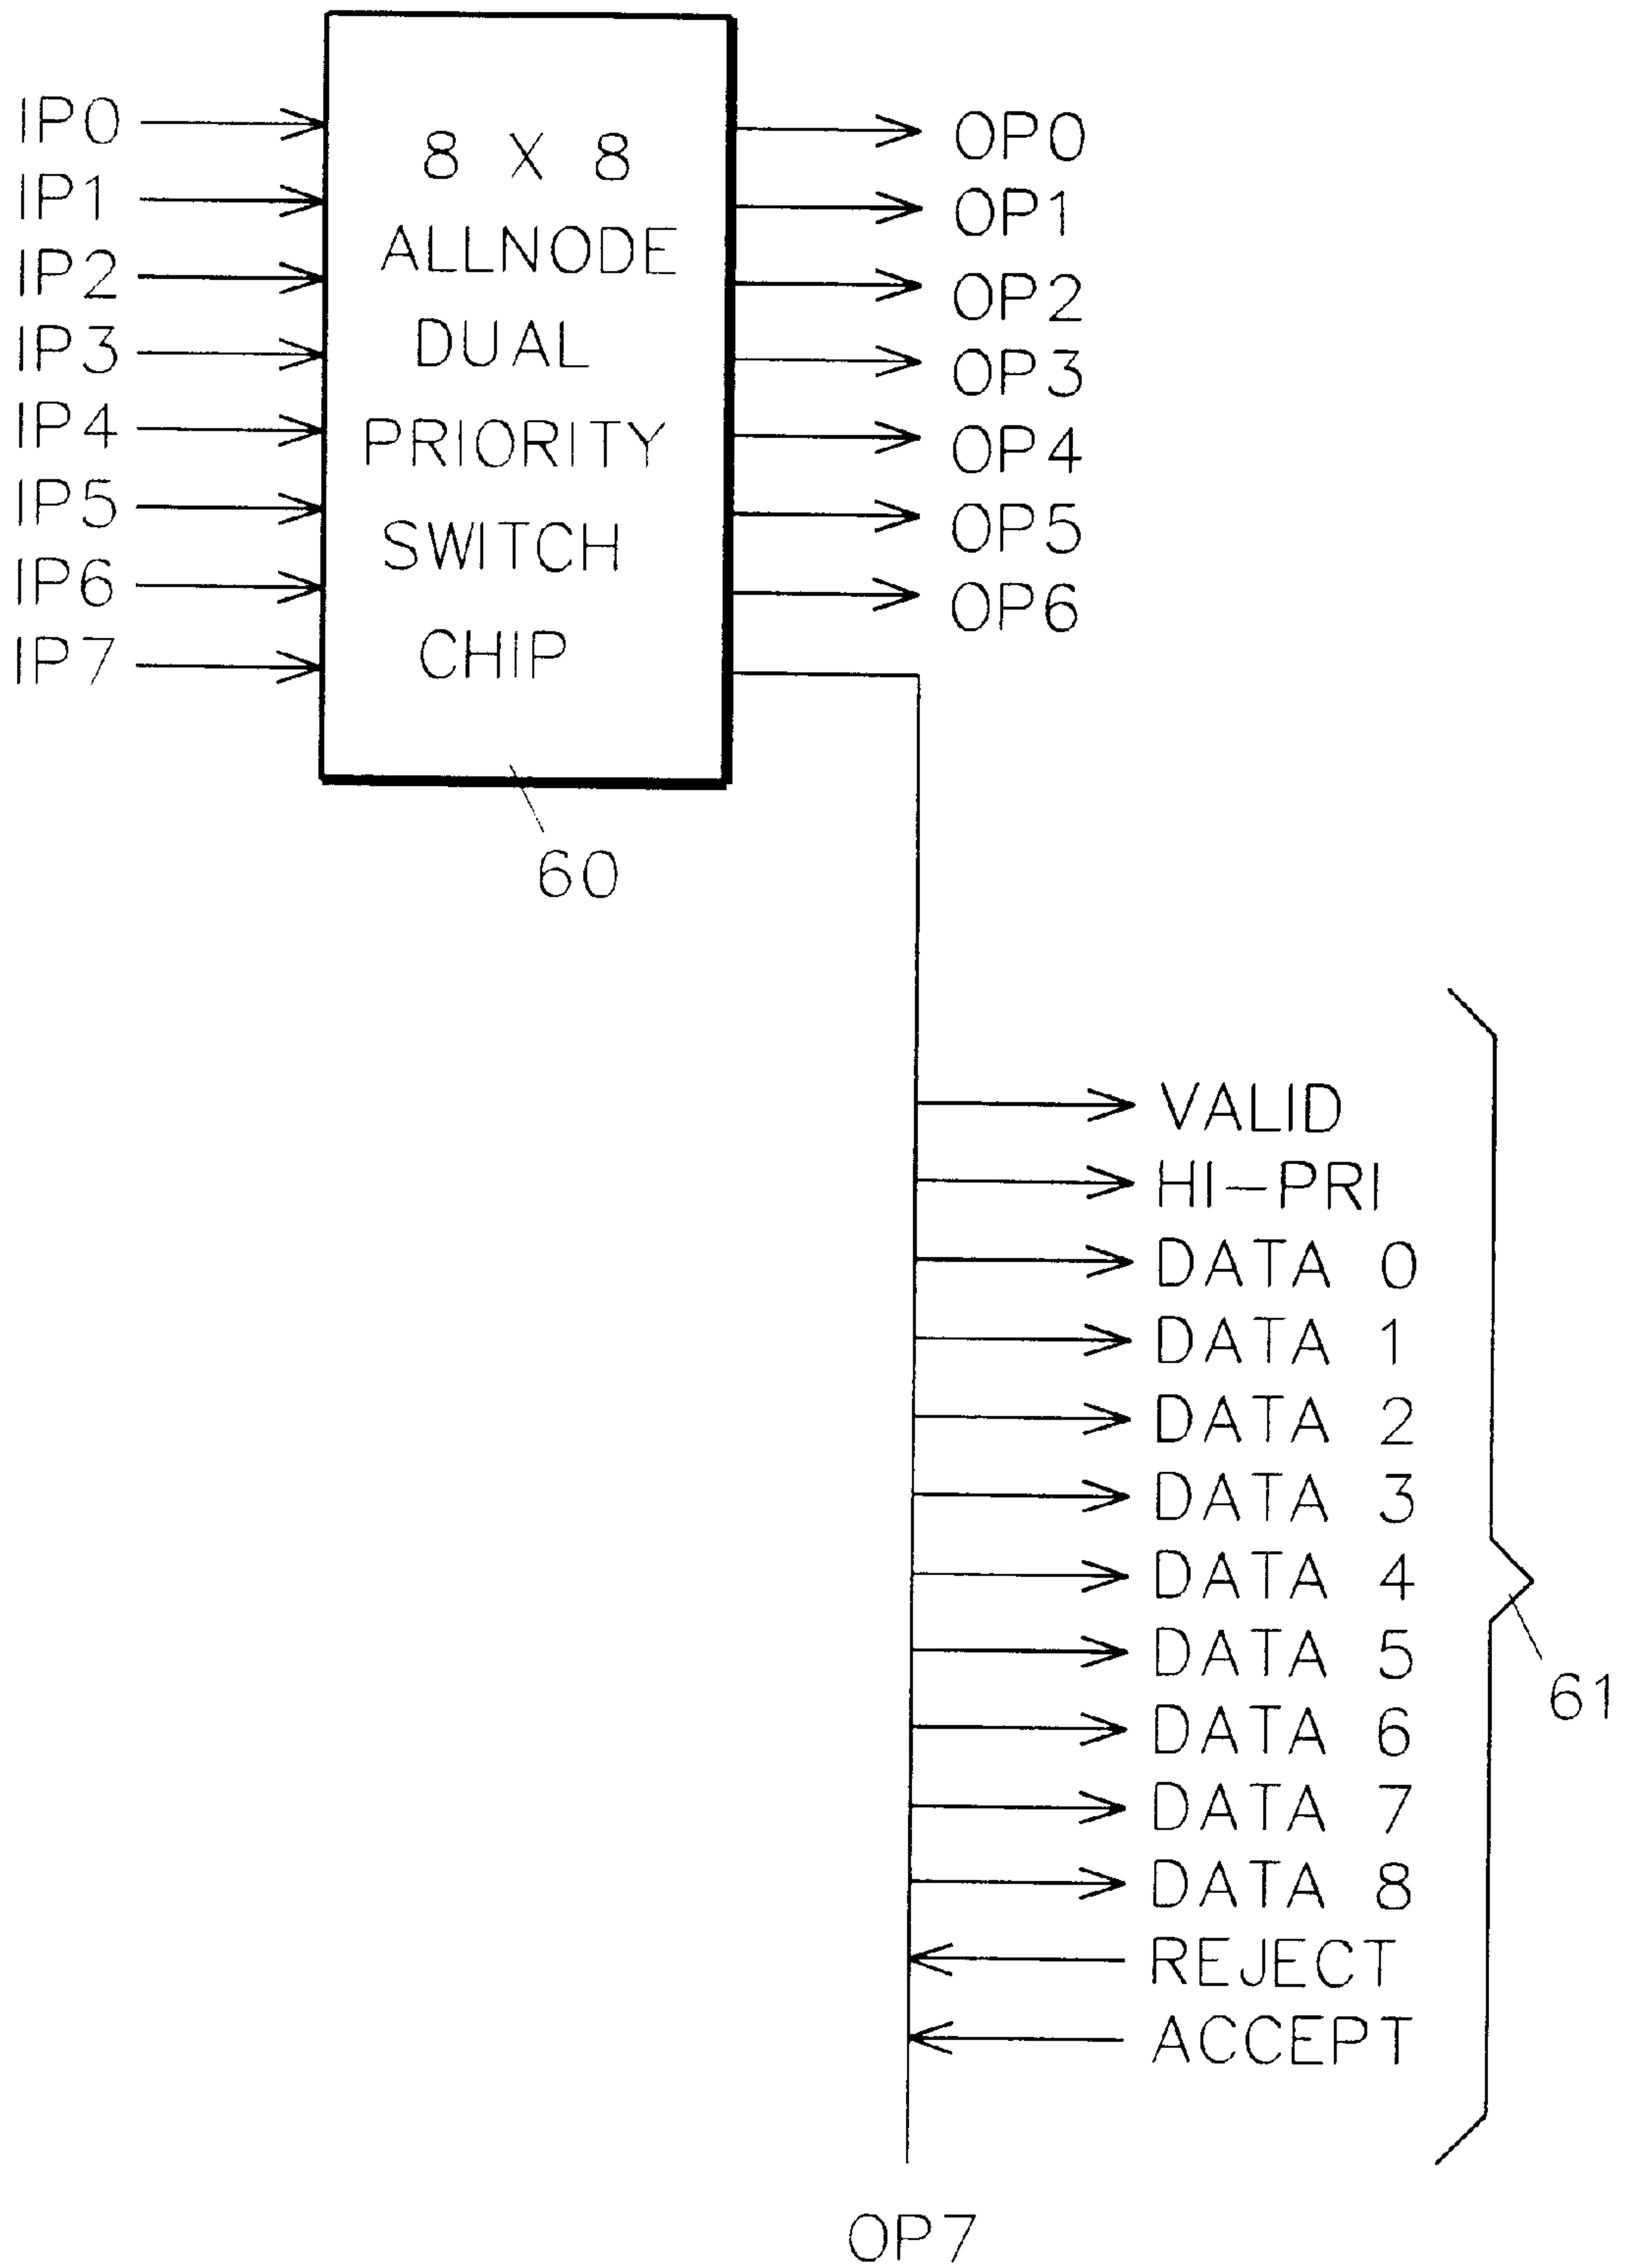 IP0
IP1
IP2
IP3
IP4
IP5
IP6
IP7
8 X 8
ALLNODE
DUAL
PRIORITY
SWITCH
CHIP
60
OP0
OP1
OP2
OP3
OP4
OP5
OP6
VALID
HI-PRI
DATA 0
DATA 1
DATA 2
DATA 3
DATA 4
DATA 5
DATA 6
DATA 7
DATA 8
REJECT
ACCEPT
61
OP7